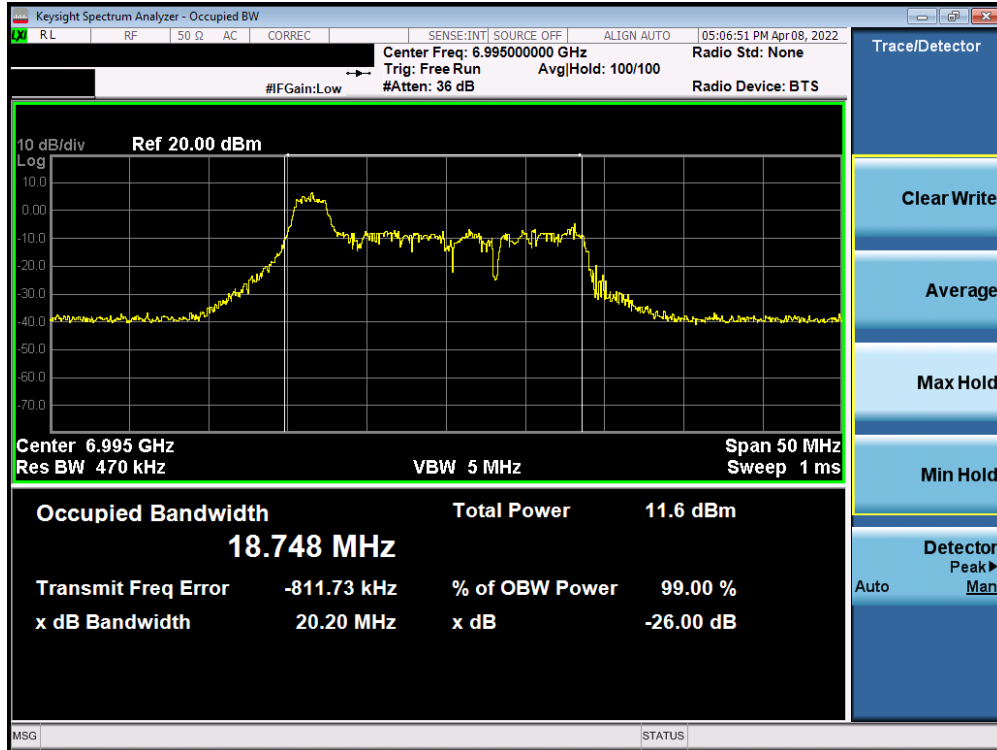 Keysight Spectrum Analyzer - Occupied BW
LXI RL RF 50 Ω AC CORREC SENSE:INT SOURCE OFF ALIGN AUTO 05:06:51 PM Apr 08, 2022
Center Freq: 6.995000000 GHz Radio Std: None
Trig: Free Run Avg|Hold: 100/100
#IFGain:Low #Atten: 36 dB Radio Device: BTS
Trace/Detector
10 dB/div Ref 20.00 dBm
Log
10.0
0.00
-10.0
-20.0
-30.0
-40.0
-50.0
-60.0
-70.0
Center 6.995 GHz Span 50 MHz
Res BW 470 kHz VBW 5 MHz Sweep 1 ms
Occupied Bandwidth Total Power 11.6 dBm
18.748 MHz
Transmit Freq Error -811.73 kHz % of OBW Power 99.00 %
x dB Bandwidth 20.20 MHz x dB -26.00 dB
Clear Write
Average
Max Hold
Min Hold
Detector
Peak▶
Auto Man
MSG STATUS